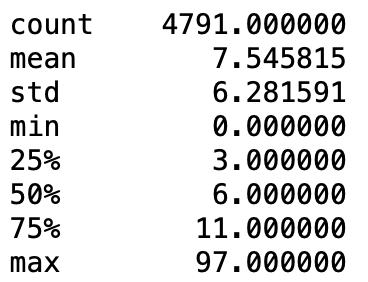 count 4791.000000
mean 7.545815
std 6.281591
min 0.000000
25% 3.000000
50% 6.000000
75% 11.000000
max 97.000000